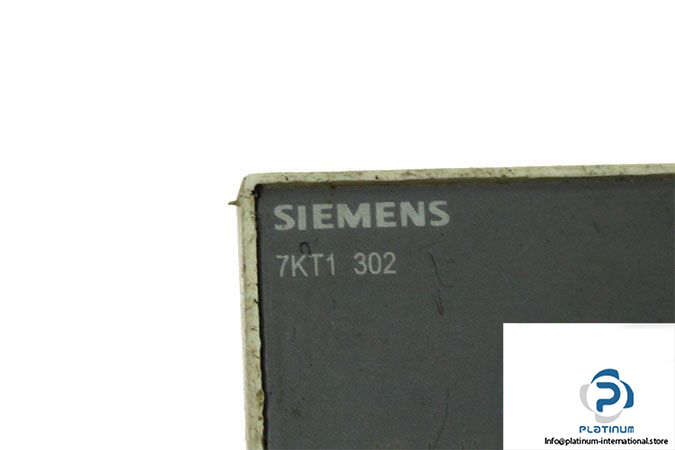 SIEMENS
7KT1 302
PLATINUM
info@platinum-international.store